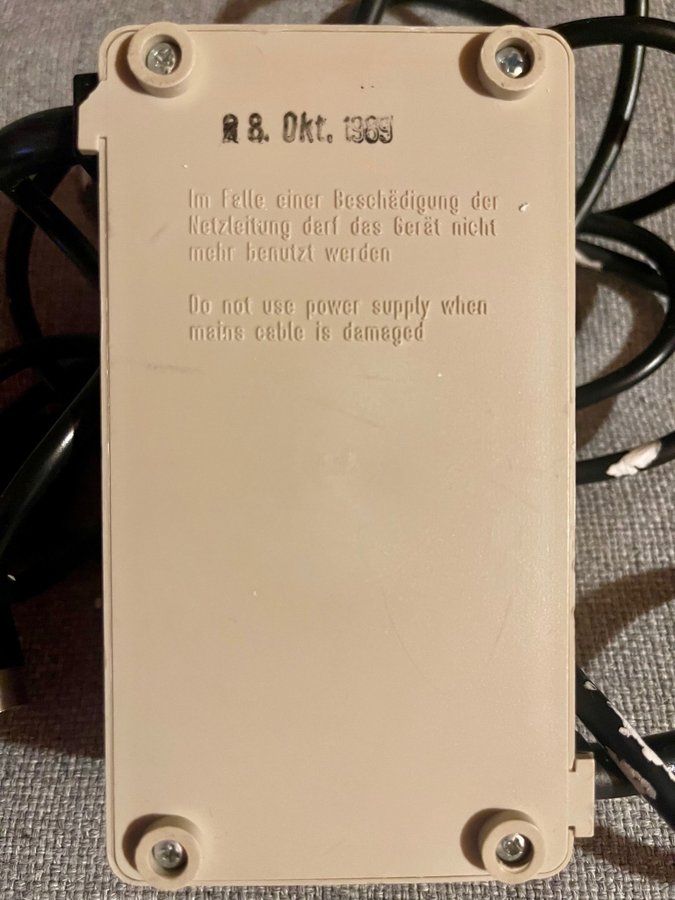 8. Okt. 1989
Im Falle einer Beschädigung der
Netzleitung darf das Gerät nicht
mehr benutzt werden
Do not use power supply when
mains cable is damaged